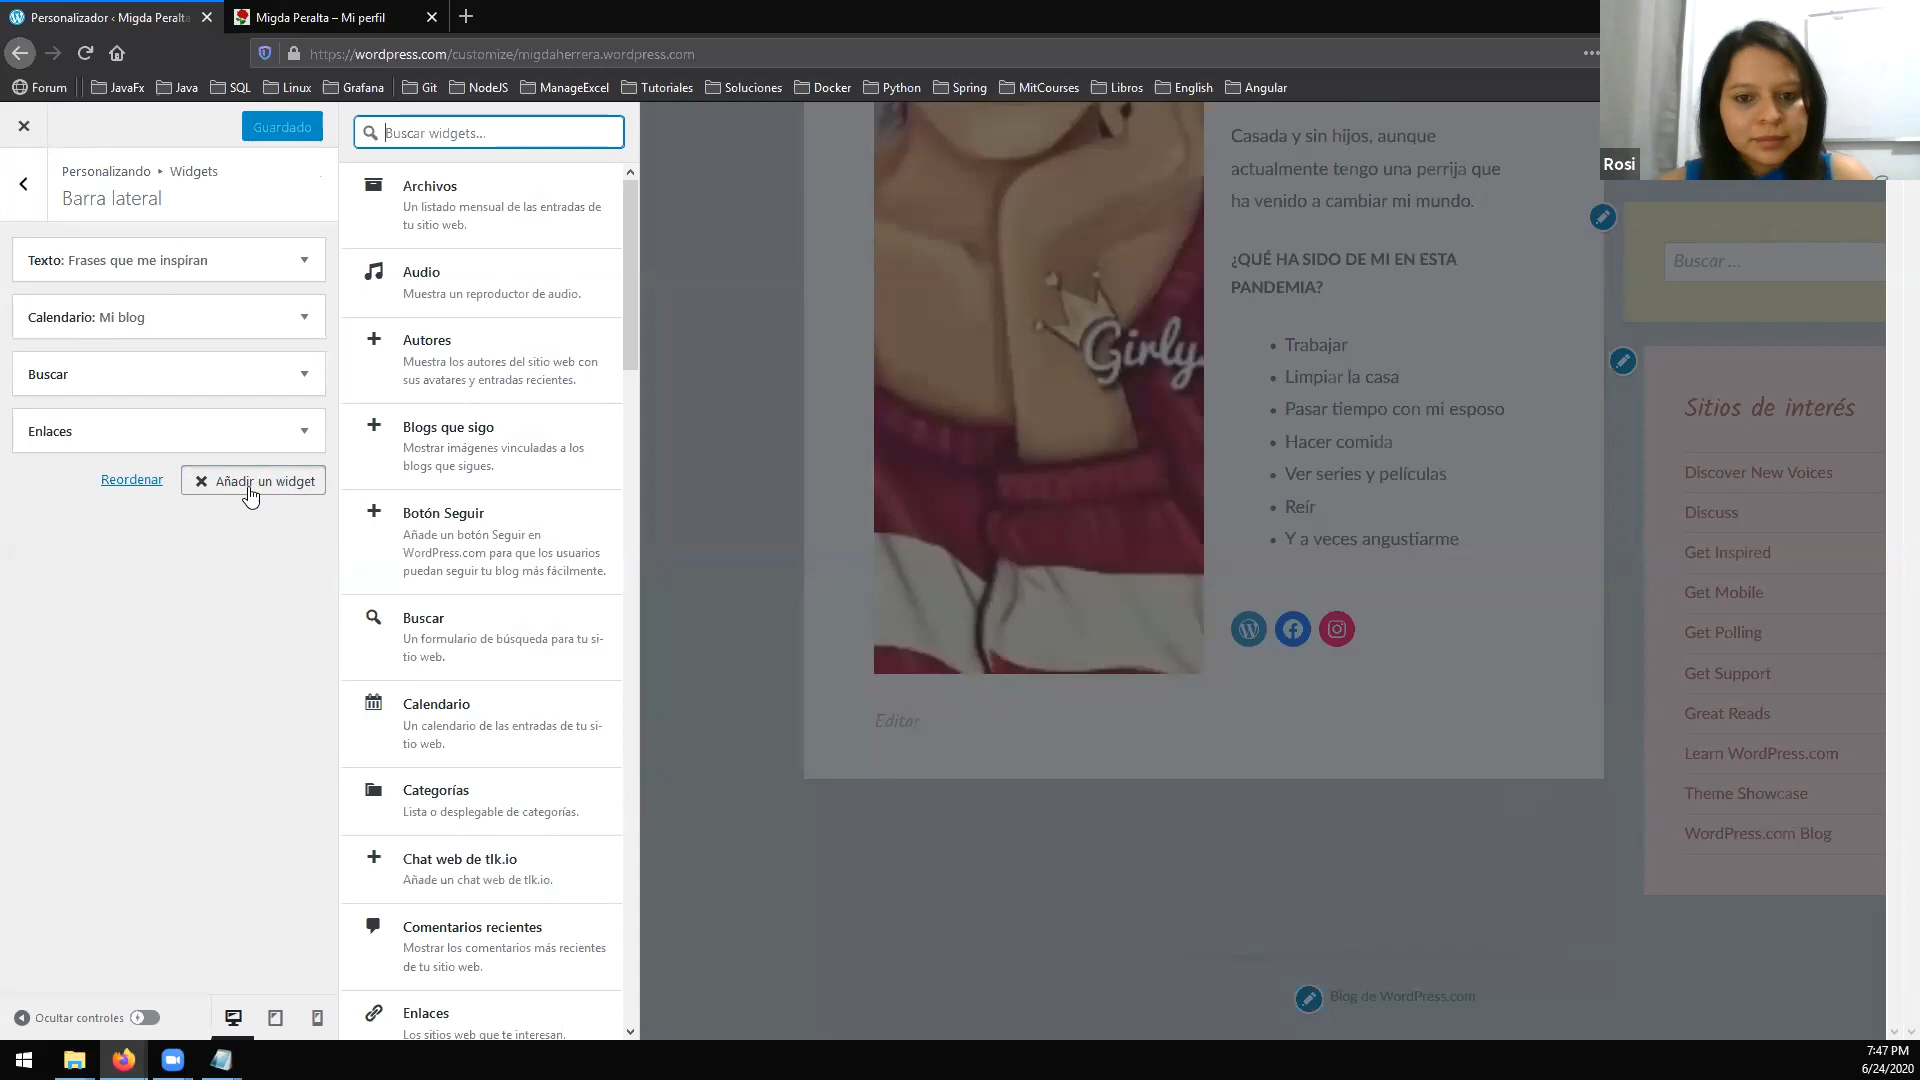 Personalizador ‹ Migda Peralta
Migda Peralta – Mi perfil
https://wordpress.com/customize/migdaherrera.wordpress.com
Forum
JavaFx
Java
SQL
Linux
Grafana
Git
NodeJS
ManageExcel
Tutoriales
Soluciones
Docker
Python
Spring
MitCourses
Libros
English
Angular
Rosi
Guardado
Personalizando ▸ Widgets
Barra lateral
Texto: Frases que me inspiran
Calendario: Mi blog
Buscar
Enlaces
Reordenar
Añadir un widget
Ocultar controles
Buscar widgets...
Archivos
Un listado mensual de las entradas de
tu sitio web.
Audio
Muestra un reproductor de audio.
Autores
Muestra los autores del sitio web con
sus avatares y entradas recientes.
Blogs que sigo
Mostrar imágenes vinculadas a los
blogs que sigues.
Botón Seguir
Añade un botón Seguir en
WordPress.com para que los usuarios
puedan seguir tu blog más fácilmente.
Buscar
Un formulario de búsqueda para tu si-
tio web.
Calendario
Un calendario de las entradas de tu si-
tio web.
Categorías
Lista o desplegable de categorías.
Chat web de tlk.io
Añade un chat web de tlk.io.
Comentarios recientes
Mostrar los comentarios más recientes
de tu sitio web.
Enlaces
Los sitios web que te interesan.
Girly
Editar
Casada y sin hijos, aunque
actualmente tengo una perrija que
ha venido a cambiar mi mundo.
¿QUÉ HA SIDO DE MI EN ESTA
PANDEMIA?
Trabajar
Limpiar la casa
Pasar tiempo con mi esposo
Hacer comida
Ver series y películas
Reír
Y a veces angustiarme
Blog de WordPress.com
Buscar ...
Sitios de interés
Discover New Voices
Discuss
Get Inspired
Get Mobile
Get Polling
Get Support
Great Reads
Learn WordPress.com
Theme Showcase
WordPress.com Blog
7:47 PM
6/24/2020